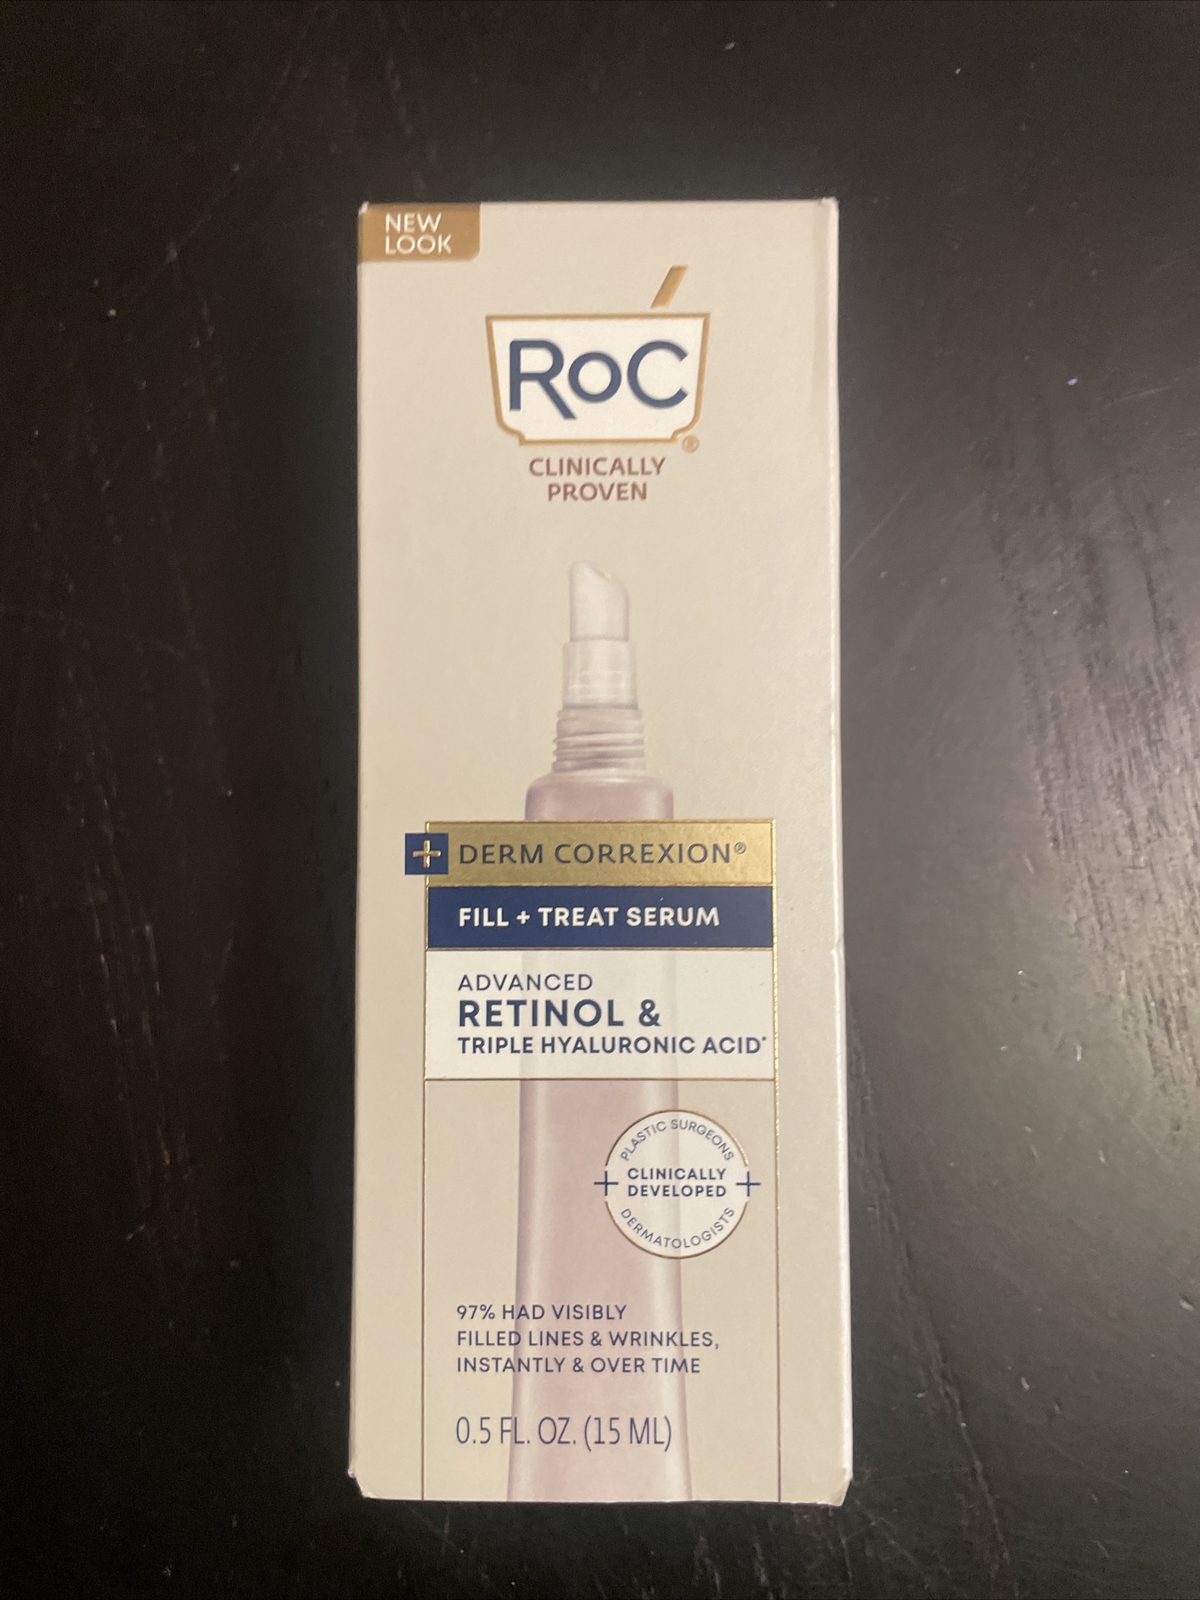 NEW
LOOK
RoC®
CLINICALLY
PROVEN
+ DERM CORREXION®
FILL + TREAT SERUM
ADVANCED
RETINOL &
TRIPLE HYALURONIC ACID*
PLASTIC SURGEONS
+ CLINICALLY +
DEVELOPED
DERMATOLOGISTS
97% HAD VISIBLY
FILLED LINES & WRINKLES,
INSTANTLY & OVER TIME
0.5 FL. OZ. (15 ML)